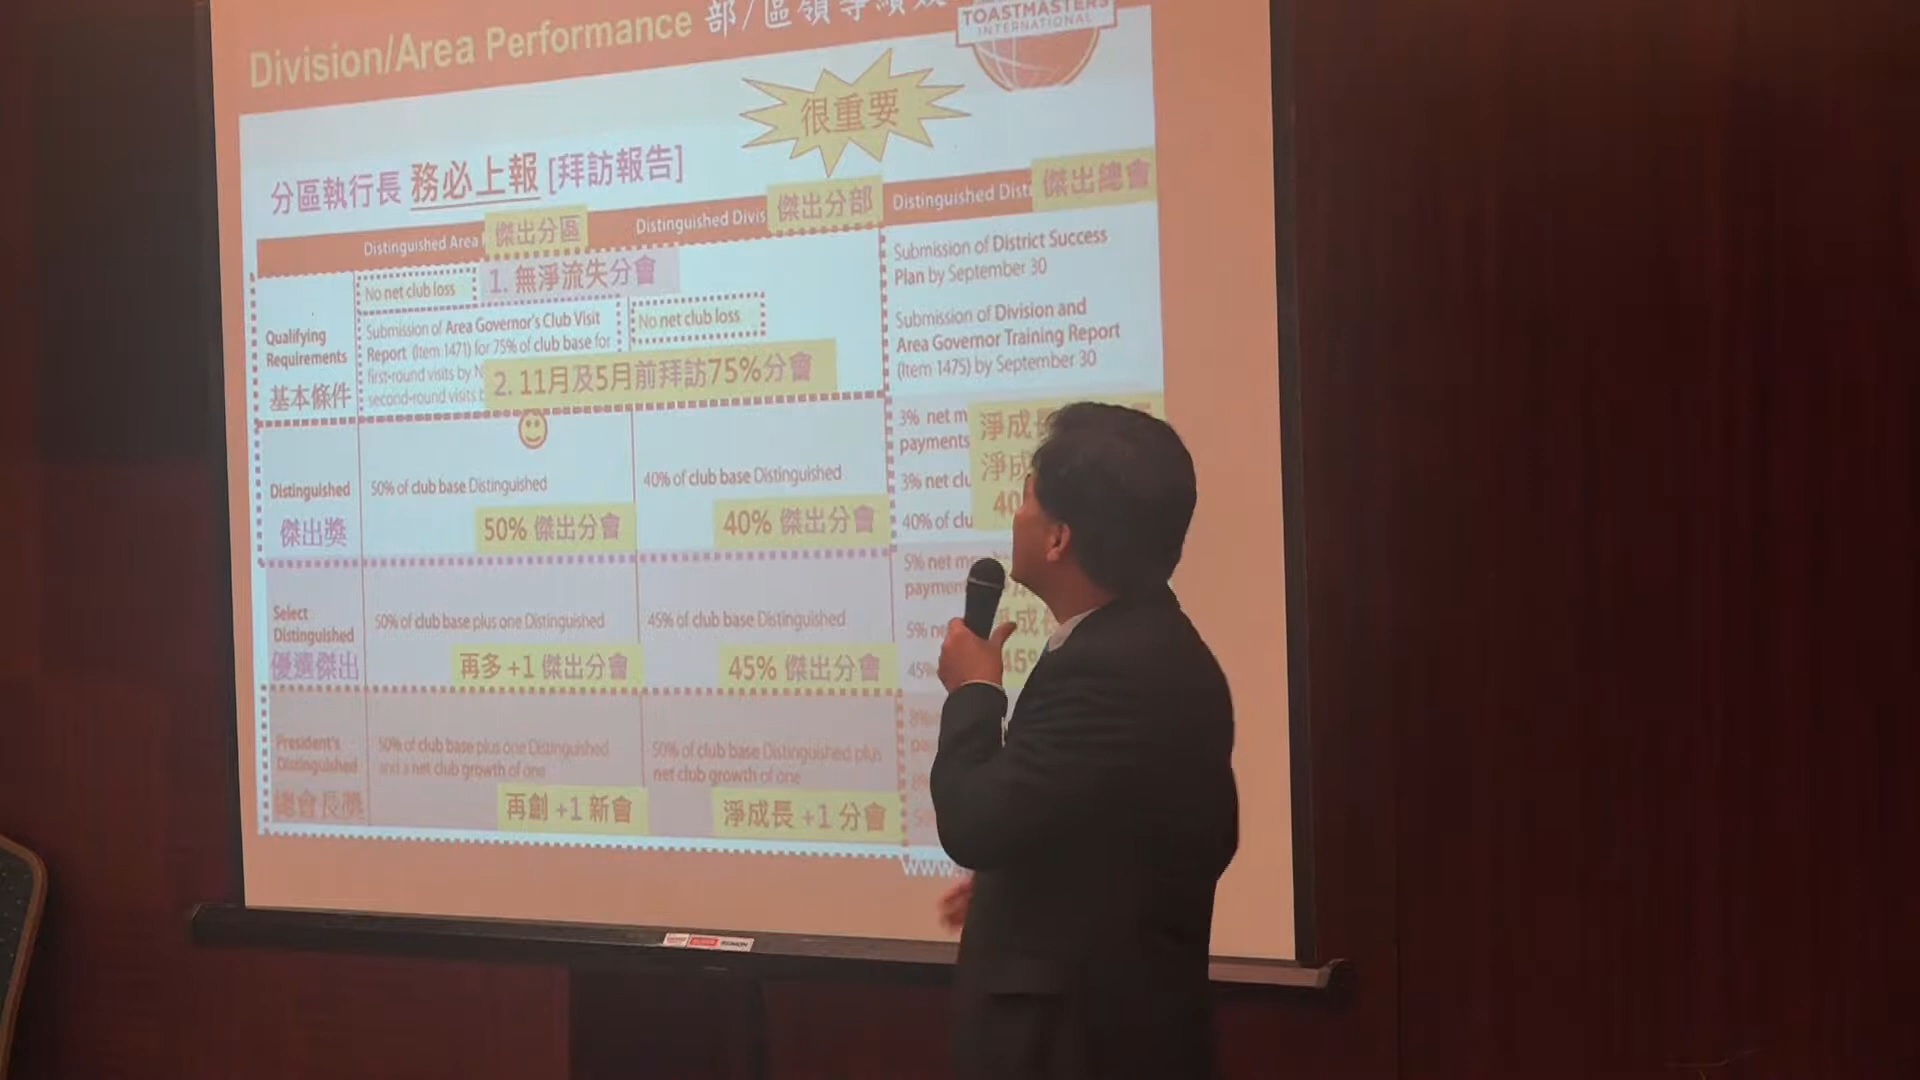 Division/Area Performance 部/區領導績
TOASTMASTERS
INTERNATIONAL
很重要
分區執行長 務必上報 [拜訪報告]
Distinguished Area
傑出分區
Distinguished Divis
傑出分部
Distinguished Dist
傑出總會
Qualifying
Requirements
基本條件
No net club loss
1. 無淨流失分會
Submission of Area Governor's Club Visit
Report (Item 1471) for 75% of club base for
first-round visits by N
second-round visits
2. 11月及5月前拜訪75%分會
No net club loss
Submission of District Success
Plan by September 30
Submission of Division and
Area Governor Training Report
(Item 1475) by September 30
Distinguished
傑出獎
50% of club base Distinguished
50% 傑出分會
40% of club base Distinguished
40% 傑出分會
3% net m
payments
3% net clu
40% of clu
淨成長
淨成
40
Select
Distinguished
優選傑出
50% of club base plus one Distinguished
再多 +1 傑出分會
45% of club base Distinguished
45% 傑出分會
5% net m
payment
5% ne
45%
淨成
45%
President's
Distinguished
總會長獎
50% of club base plus one Distinguished
and a net club growth of one
再創 +1 新會
50% of club base Distinguished plus
net club growth of one
淨成長 +1 分會
8%
www.